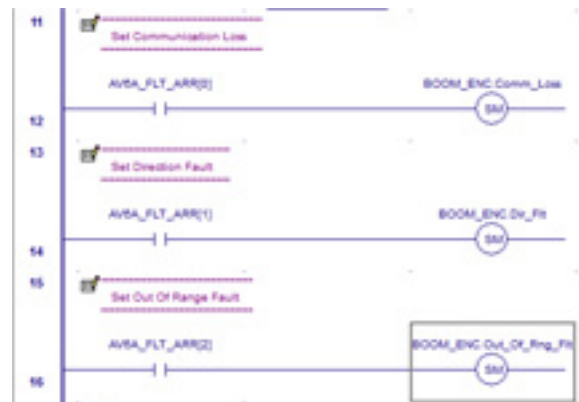 11
Set Communication Loss
AV6A_FLT_ARR[0]
BOOM_ENC.Comm_Loss
SM
12
13
Set Direction Fault
AV6A_FLT_ARR[1]
BOOM_ENC.Dir_Flt
SM
14
15
Set Out Of Range Fault
AV6A_FLT_ARR[2]
BOOM_ENC.Out_Of_Rng_Flt
SM
16